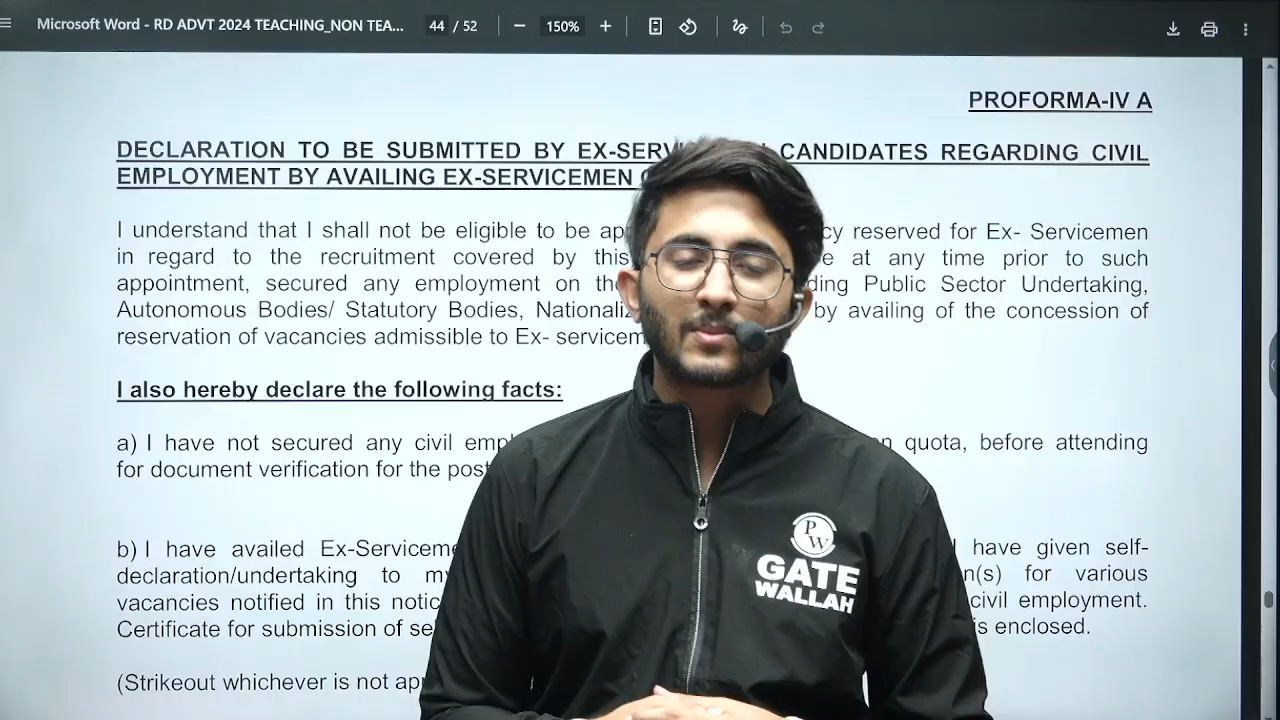 Microsoft Word - RD ADVT 2024 TEACHING_NON TEA...
44 / 52
150%
PROFORMA-IV A
DECLARATION TO BE SUBMITTED BY EX-SERV CANDIDATES REGARDING CIVIL
EMPLOYMENT BY AVAILING EX-SERVICEMEN
I understand that I shall not be eligible to be ap cy reserved for Ex- Servicemen
in regard to the recruitment covered by this e at any time prior to such
appointment, secured any employment on the ding Public Sector Undertaking,
Autonomous Bodies/ Statutory Bodies, Nationaliz by availing of the concession of
reservation of vacancies admissible to Ex- servicem
I also hereby declare the following facts:
a) I have not secured any civil emp n quota, before attending
for document verification for the post
b) I have availed Ex-Serviceme I have given self-
declaration/undertaking to my n(s) for various
vacancies notified in this notic civil employment.
Certificate for submission of se is enclosed.
(Strikeout whichever is not ap
PW
GATE
WALLAH